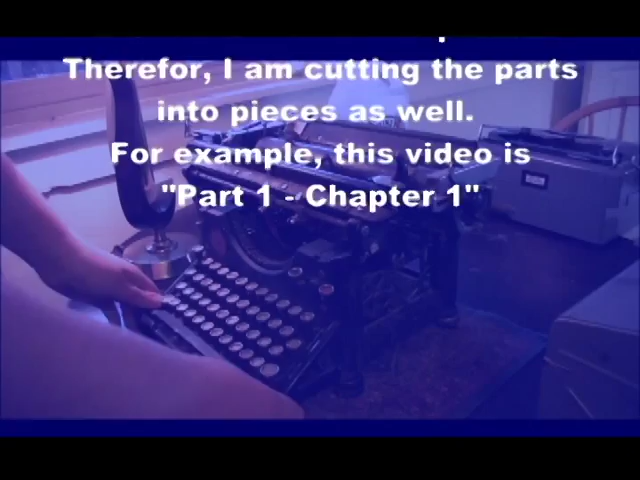 Therefor, I am cutting the parts
into pieces as well.
For example, this video is
"Part 1 - Chapter 1"